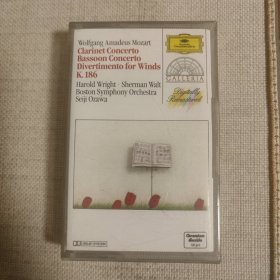 Wolfgang Amadeus Mozart
Clarinet Concerto
Bassoon Concerto
Divertimento for Winds
K. 186
Harold Wright · Sherman Walt
Boston Symphony Orchestra
Seiji Ozawa
GALLERIA
Digitally
Remastered